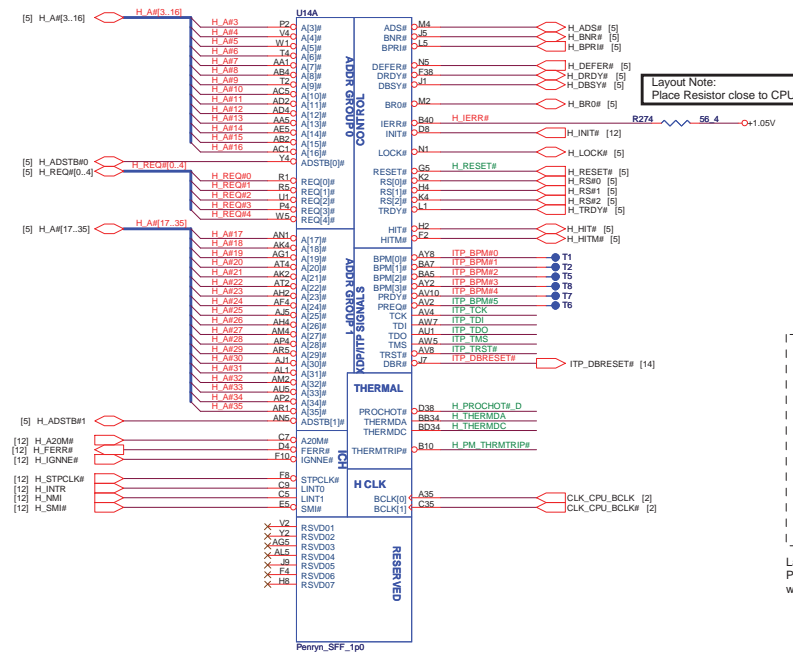 U14A
[5] H_A#[3..16]
H_A#3 P2 A[3]#
H_A#4 V4 A[4]#
H_A#5 W1 A[5]#
H_A#6 T4 A[6]#
H_A#7 AA1 A[7]#
H_A#8 AB4 A[8]#
H_A#9 T2 A[9]#
H_A#10 AC5 A[10]#
H_A#11 AD2 A[11]#
H_A#12 AD4 A[12]#
H_A#13 AA5 A[13]#
H_A#14 AE5 A[14]#
H_A#15 AB2 A[15]#
H_A#16 AC1 A[16]#
[5] H_ADSTB#0 Y4 ADSTB[0]#
[5] H_REQ#[0..4]
H_REQ#0 R1 REQ[0]#
H_REQ#1 R5 REQ[1]#
H_REQ#2 U1 REQ[2]#
H_REQ#3 P4 REQ[3]#
H_REQ#4 W5 REQ[4]#
[5] H_A#[17..35]
H_A#17 AN1 A[17]#
H_A#18 AK4 A[18]#
H_A#19 AG1 A[19]#
H_A#20 AT4 A[20]#
H_A#21 AK2 A[21]#
H_A#22 AT2 A[22]#
H_A#23 AH2 A[23]#
H_A#24 AF4 A[24]#
H_A#25 AJ5 A[25]#
H_A#26 AH4 A[26]#
H_A#27 AM4 A[27]#
H_A#28 AP4 A[28]#
H_A#29 AR5 A[29]#
H_A#30 AJ1 A[30]#
H_A#31 AL1 A[31]#
H_A#32 AM2 A[32]#
H_A#33 AU5 A[33]#
H_A#34 AP2 A[34]#
H_A#35 AR1 A[35]#
[5] H_ADSTB#1 AN5 ADSTB[1]#
[12] H_A20M# C7 A20M#
[12] H_FERR# D4 FERR#
[12] H_IGNNE# F10 IGNNE#
[12] H_STPCLK# F8 STPCLK#
[12] H_INTR C9 LINT0
[12] H_NMI C5 LINT1
[12] H_SMI# E5 SMI#
V2 RSVD01
Y2 RSVD02
AG5 RSVD03
AL5 RSVD04
J9 RSVD05
F4 RSVD06
H8 RSVD07
ADDR GROUP 0
ADDR GROUP 1
ICH
CONTROL
XDP/ITP SIGNALS
THERMAL
H CLK
RESERVED
ADS# M4 H_ADS# [5]
BNR# J5 H_BNR# [5]
BPRI# L5 H_BPRI# [5]
DEFER# N5 H_DEFER# [5]
DRDY# F38 H_DRDY# [5]
DBSY# J1 H_DBSY# [5]
BR0# M2 H_BR0# [5]
IERR# B40 H_IERR# R274 56_4 +1.05V
INIT# D8 H_INIT# [12]
LOCK# N1 H_LOCK# [5]
RESET# G5 H_RESET# H_RESET# [5]
RS[0]# K2 H_RS#0 [5]
RS[1]# H4 H_RS#1 [5]
RS[2]# K4 H_RS#2 [5]
TRDY# L1 H_TRDY# [5]
HIT# H2 H_HIT# [5]
HITM# F2 H_HITM# [5]
BPM[0]# AY8 ITP_BPM#0 T1
BPM[1]# BA7 ITP_BPM#1 T2
BPM[2]# BA5 ITP_BPM#2 T5
BPM[3]# AY2 ITP_BPM#3 T8
PRDY# AV10 ITP_BPM#4 T7
PREQ# AV2 ITP_BPM#5 T6
TCK AV4 ITP_TCK
TDI AW7 ITP_TDI
TDO AU1 ITP_TDO
TMS AW5 ITP_TMS
TRST# AV8 ITP_TRST#
DBR# J7 ITP_DBRESET# ITP_DBRESET# [14]
PROCHOT# D38 H_PROCHOT#_D
THERMDA BB34 H_THERMDA
THERMDC BD34 H_THERMDC
THERMTRIP# B10 H_PM_THRMTRIP#
BCLK[0] A35 CLK_CPU_BCLK [2]
BCLK[1] C35 CLK_CPU_BCLK# [2]
Layout Note:
Place Resistor close to CPU
Penryn_SFF_1p0